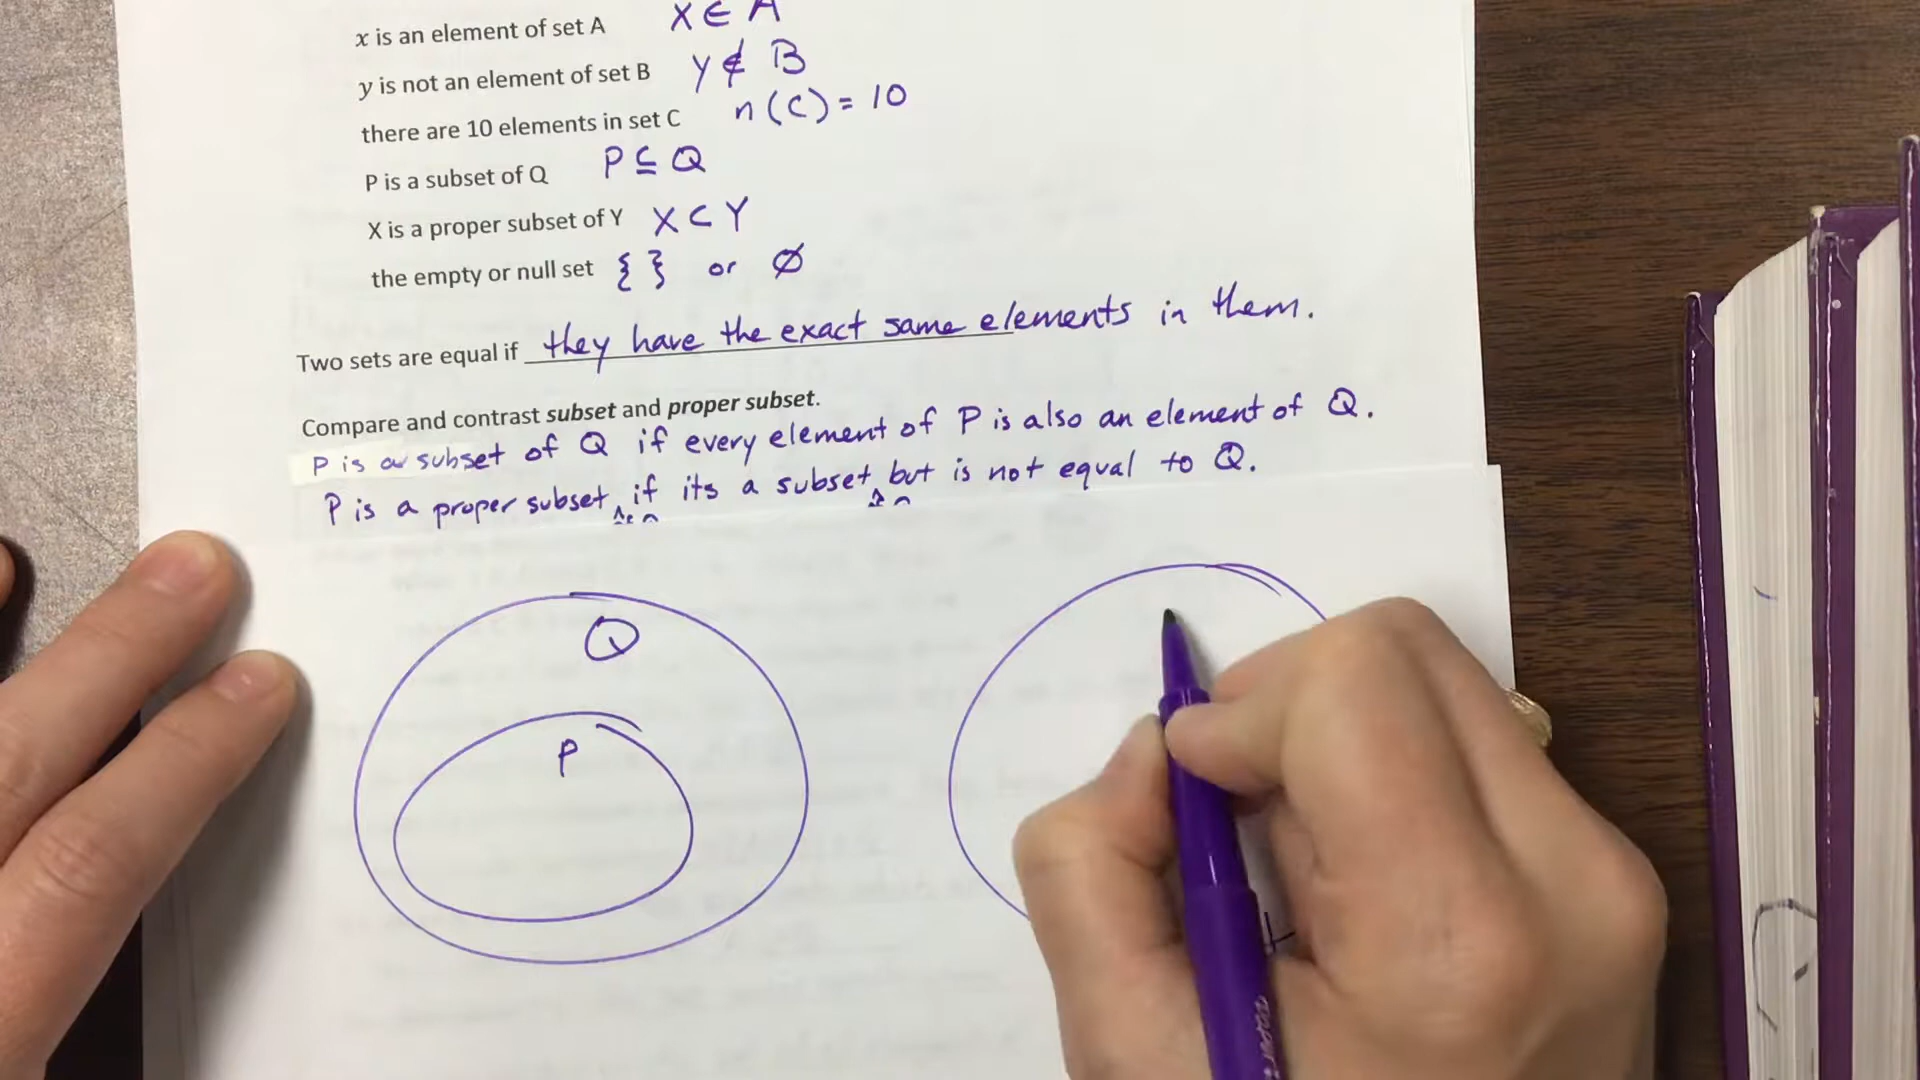 x is an element of set A X ∈ A
y is not an element of set B y ∉ B
there are 10 elements in set C n(C) = 10
P is a subset of Q P ⊆ Q
X is a proper subset of Y X ⊂ Y
the empty or null set { } or ∅
Two sets are equal if they have the exact same elements in them.
Compare and contrast subset and proper subset.
P is a subset of Q if every element of P is also an element of Q.
P is a proper subset if its a subset but is not equal to Q.
Q
P